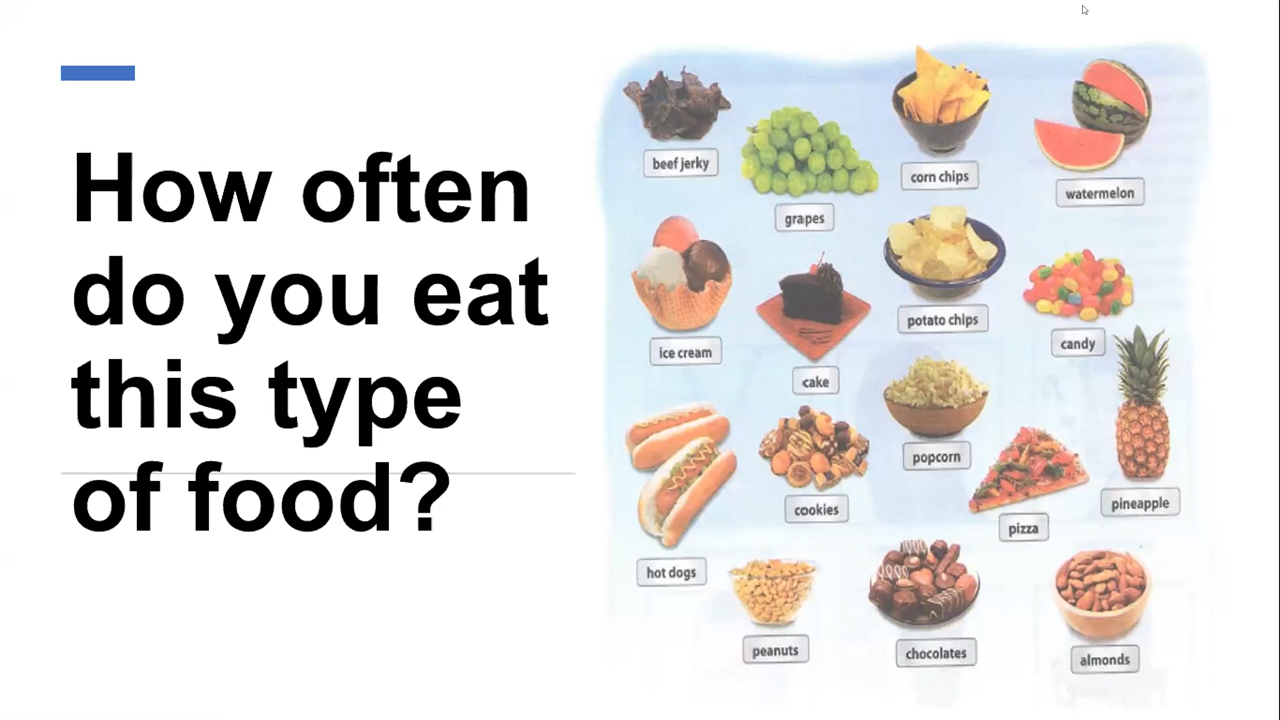 How often
do you eat
this type
of food?
beef jerky
grapes
corn chips
watermelon
ice cream
cake
potato chips
candy
hot dogs
cookies
popcorn
pizza
pineapple
peanuts
chocolates
almonds